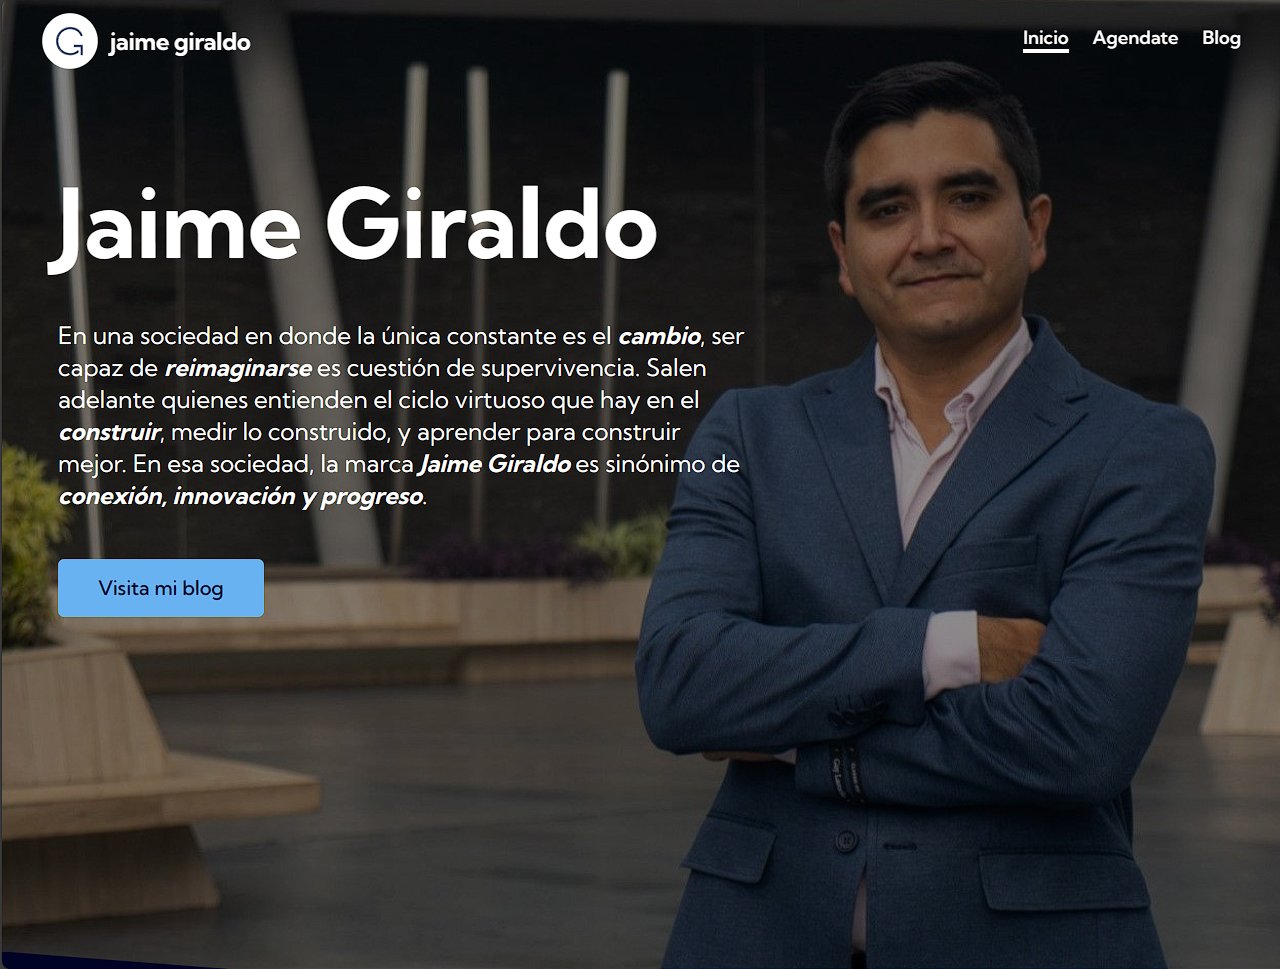 jaime giraldo
Inicio Agendate Blog
Jaime Giraldo
En una sociedad en donde la única constante es el cambio, ser
capaz de reimaginarse es cuestión de supervivencia. Salen
adelante quienes entienden el ciclo virtuoso que hay en el
construir, medir lo construido, y aprender para construir
mejor. En esa sociedad, la marca Jaime Giraldo es sinónimo de
conexión, innovación y progreso.
Visita mi blog